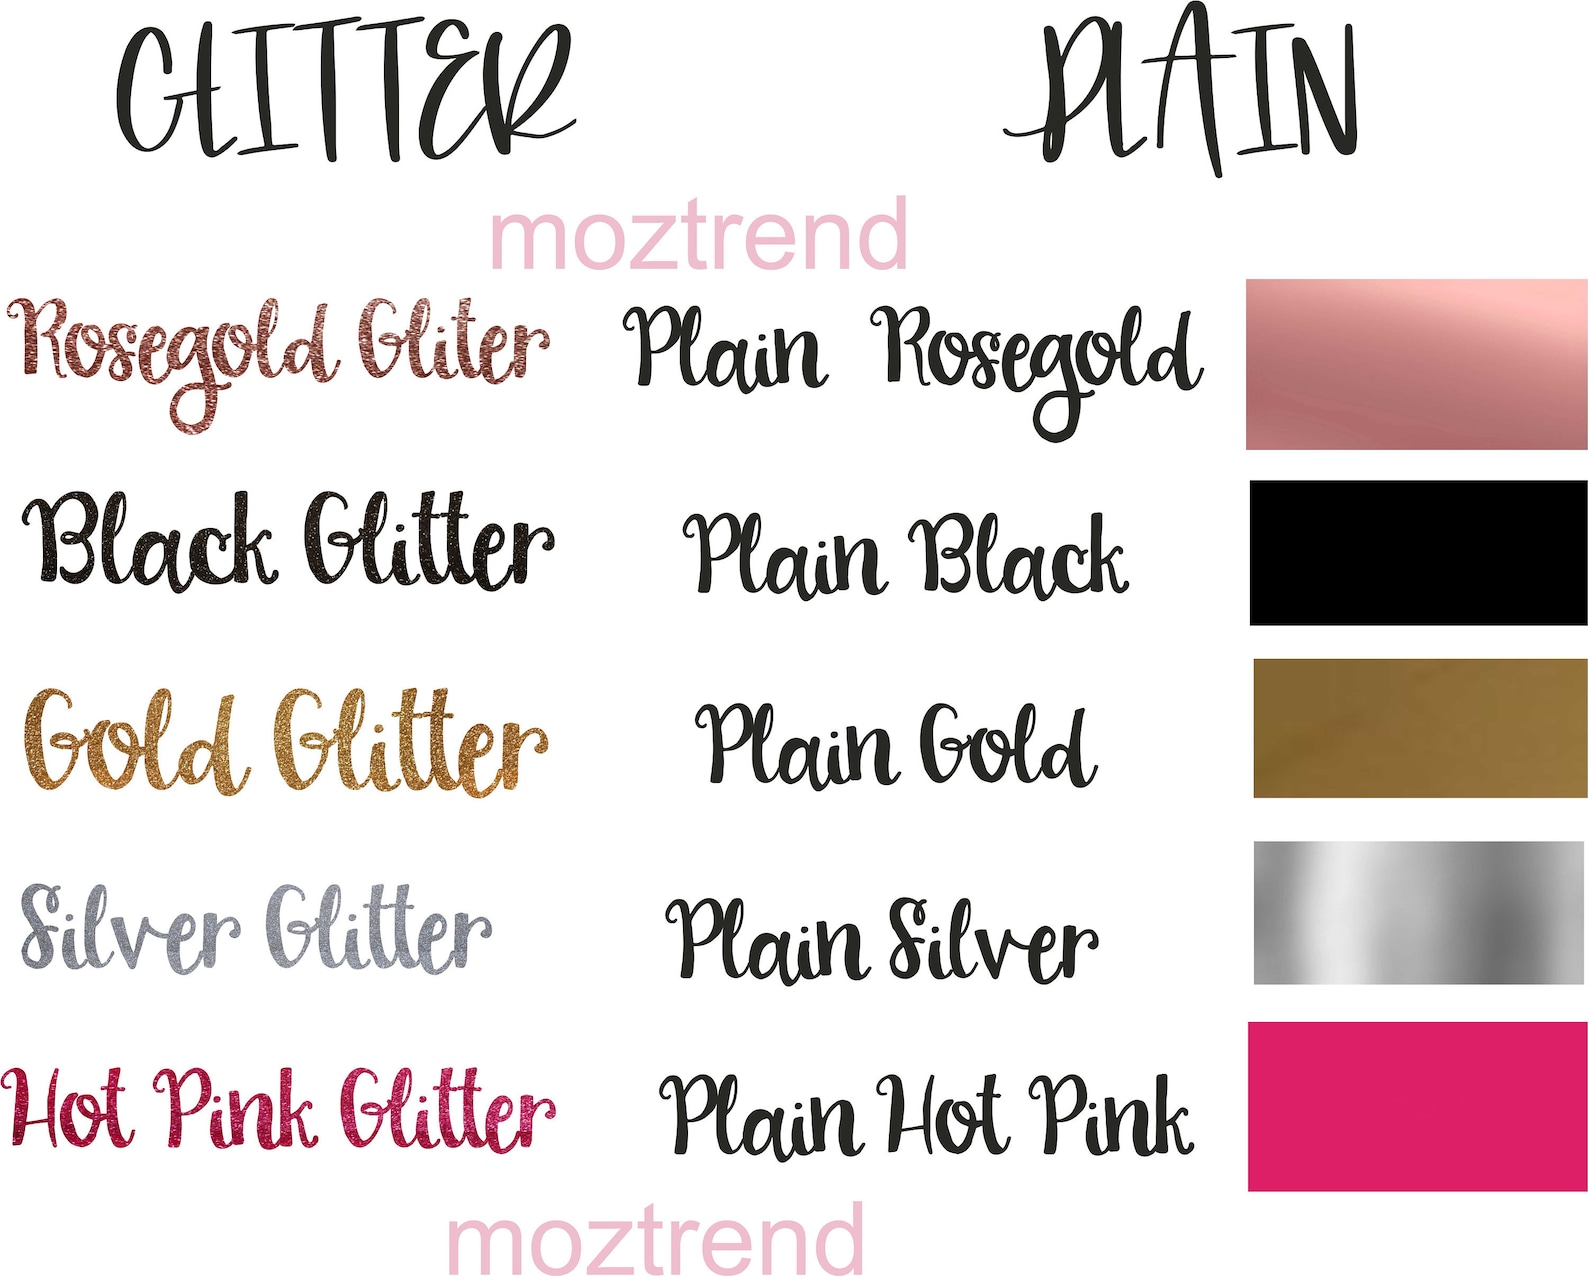 GLITTER PLAIN
moztrend
Rosegold Gliter Plain Rosegold
Black Glitter Plain Black
Gold Glitter Plain Gold
Silver Glitter Plain Silver
Hot Pink Glitter Plain Hot Pink
moztrend